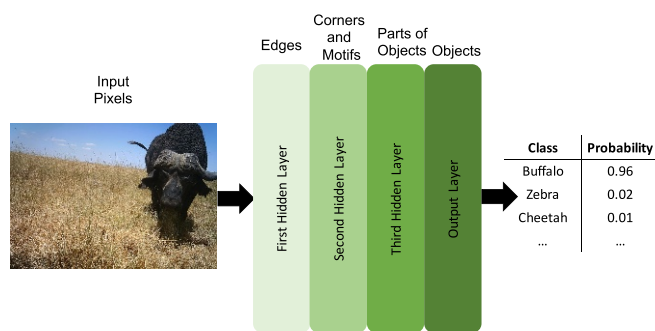 Input
Pixels
Edges
Corners
and
Motifs
Parts of
Objects
Objects
First Hidden Layer
Second Hidden Layer
Third Hidden Layer
Output Layer
Class Probability
Buffalo 0.96
Zebra 0.02
Cheetah 0.01
... ...